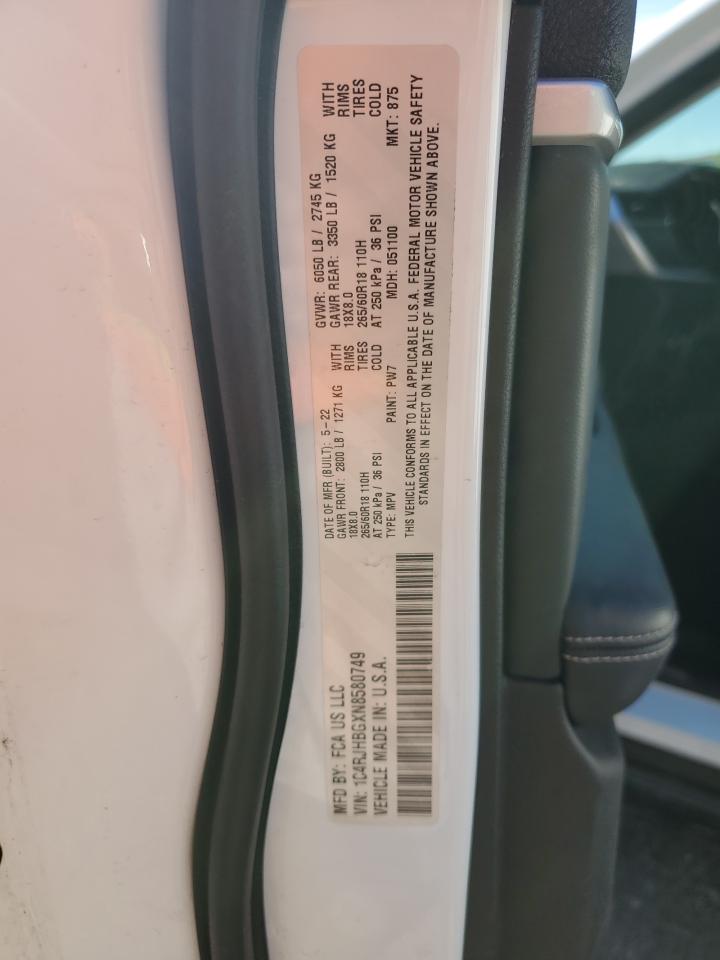 MFD BY: FCA US LLC
VIN: 1C4RJHBGXN8580749
VEHICLE MADE IN: U.S.A.
DATE OF MFR (BUILT): 5-22
GAWR FRONT: 2800 LB / 1271 KG WITH
18X8.0 RIMS
265/60R18 110H TIRES
AT 250 kPa / 36 PSI COLD
TYPE: MPV PAINT: PW7
GVWR: 6050 LB / 2745 KG
GAWR REAR: 3350 LB / 1520 KG WITH
18X8.0 RIMS
265/60R18 110H TIRES
AT 250 kPa / 36 PSI COLD
MDH: 051100 MKT: 875
THIS VEHICLE CONFORMS TO ALL APPLICABLE U.S.A. FEDERAL MOTOR VEHICLE SAFETY
STANDARDS IN EFFECT ON THE DATE OF MANUFACTURE SHOWN ABOVE.